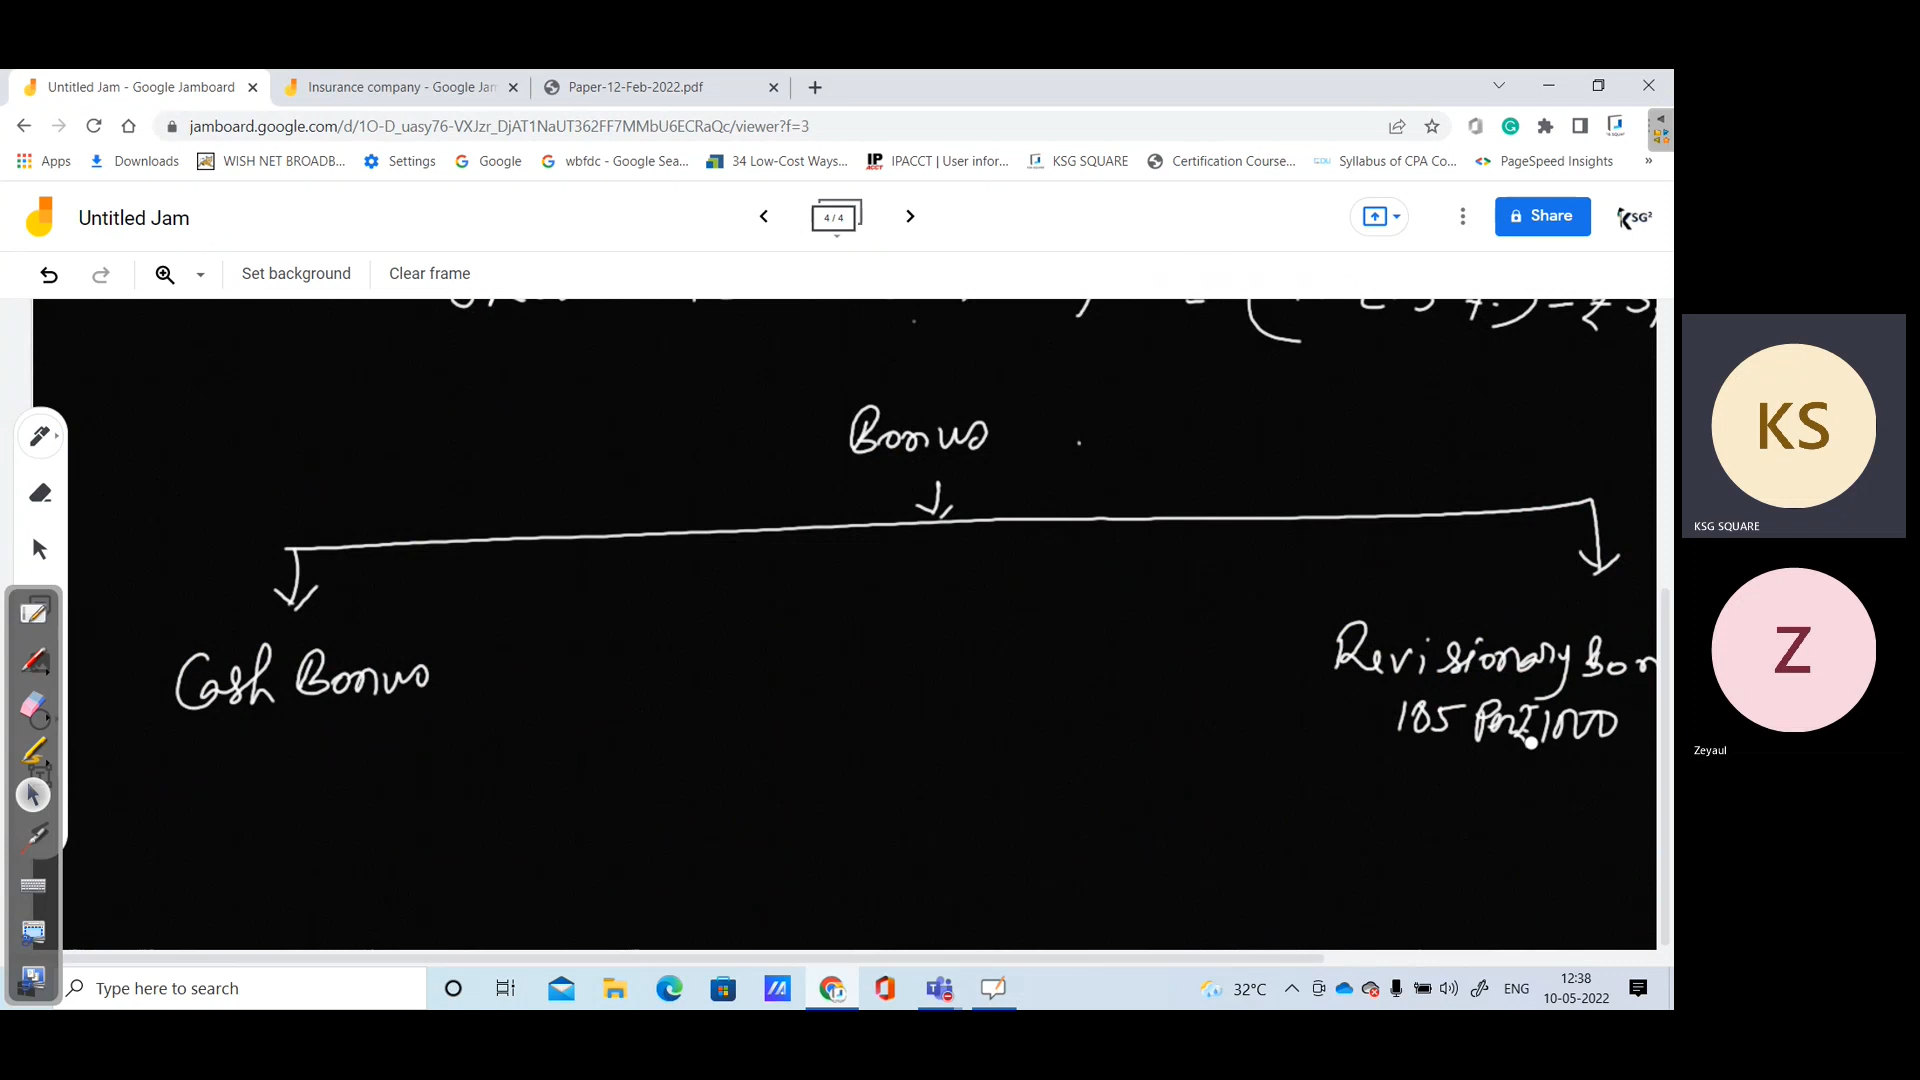 Untitled Jam - Google Jamboard
Insurance company - Google Jan
Paper-12-Feb-2022.pdf
jamboard.google.com/d/1O-D_uasy76-VXJzr_DjAT1NaUT362FF7MMbU6ECRaQc/viewer?f=3
Apps
Downloads
WISH NET BROADB...
Settings
Google
wbfdc - Google Sea...
34 Low-Cost Ways...
IP IPACCT | User infor...
KSG SQUARE
Certification Course...
Syllabus of CPA Co...
PageSpeed Insights
»
Untitled Jam
4 / 4
Share
KSG²
Set background
Clear frame
Bonus
Cash Bonus
Revisionary Bon
185 Per ₹1000
KS
KSG SQUARE
Z
Zeyaul
Type here to search
32°C
ENG
12:38
10-05-2022